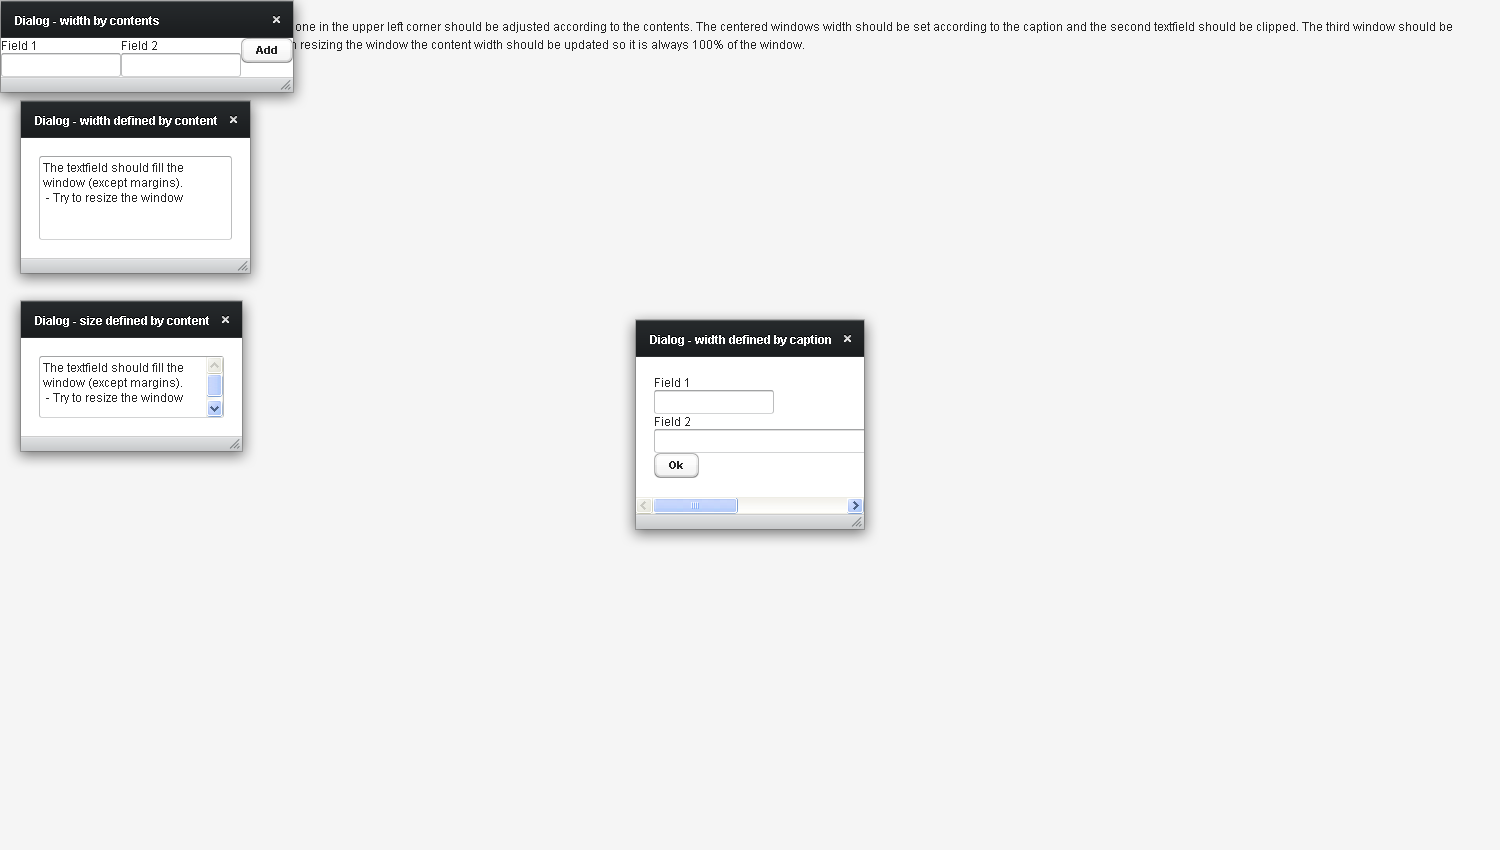 Dialog - width by contents
one in the upper left corner should be adjusted according to the contents. The centered windows width should be set according to the caption and the second textfield should be clipped. The third window should be
resizing the window the content width should be updated so it is always 100% of the window.
Field 1 Field 2 Add
Dialog - width defined by content
The textfield should fill the
window (except margins).
- Try to resize the window
Dialog - size defined by content
The textfield should fill the
window (except margins).
- Try to resize the window
Dialog - width defined by caption
Field 1
Field 2
Ok